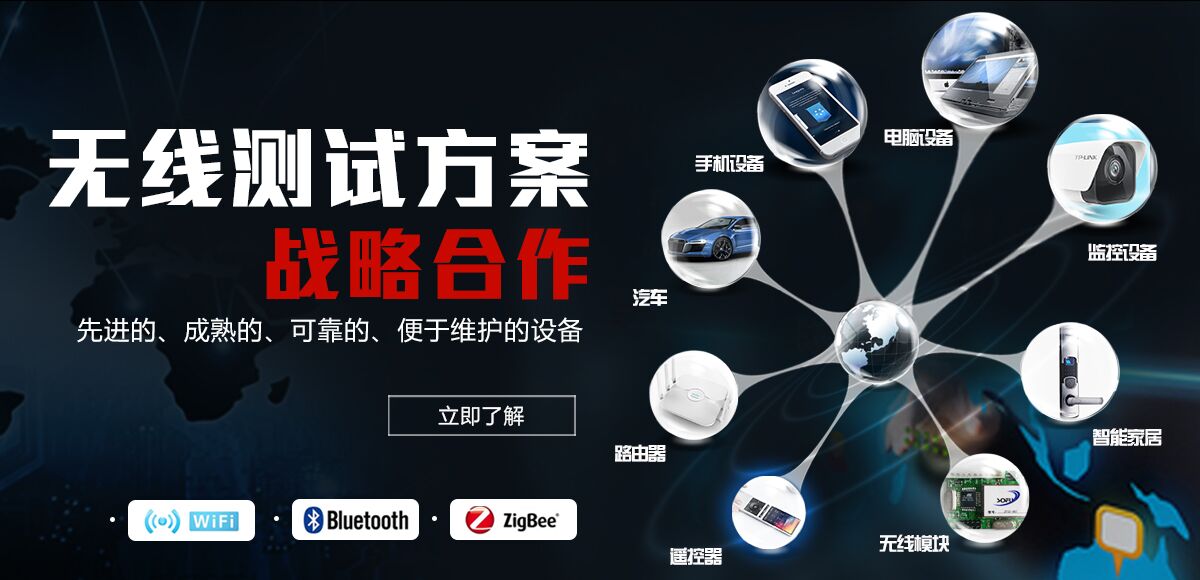 无线测试方案
战略合作
先进的、成熟的、可靠的、便于维护的设备
立即了解
· WiFi · Bluetooth · ZigBee®
电脑设备
手机设备
TP-LINK
监控设备
汽车
智能家居
路由器
无线模块
遥控器